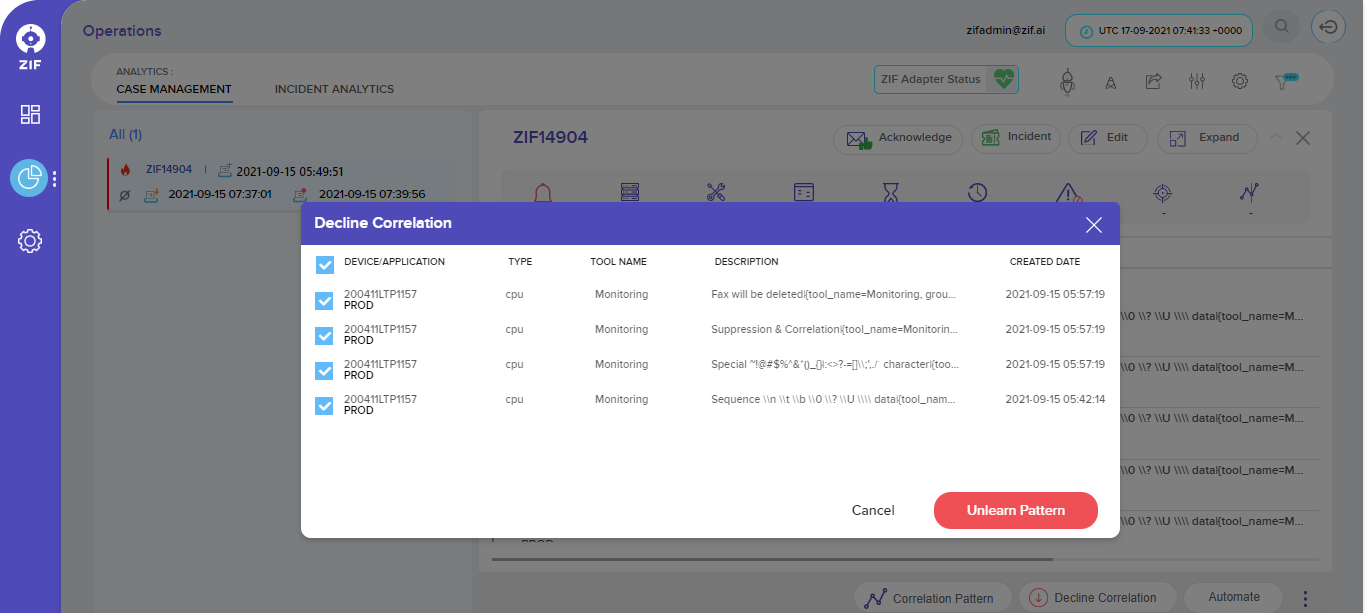 Operations
zifadmin@zif.ai
UTC 17-09-2021 07:41:33 +0000
ZIF
ANALYTICS :
CASE MANAGEMENT
INCIDENT ANALYTICS
ZIF Adapter Status
All (1)
ZIF14904
2021-09-15 05:49:51
2021-09-15 07:37:01
2021-09-15 07:39:56
ZIF14904
Acknowledge
Incident
Edit
Expand
-
-
Decline Correlation
DEVICE/APPLICATION TYPE TOOL NAME DESCRIPTION CREATED DATE
200411LTP1157 cpu Monitoring Fax will be deleted|{tool_name=Monitoring, grou... 2021-09-15 05:57:19
PROD
200411LTP1157 cpu Monitoring Suppression & Correlation|{tool_name=Monitorin... 2021-09-15 05:57:19
PROD
200411LTP1157 cpu Monitoring Special ~!@#$%^&*()_{}|:<>?-=[]\\;',./` character|{too... 2021-09-15 05:57:19
PROD
200411LTP1157 cpu Monitoring Sequence \\n \\t \\b \\0 \\? \\U \\\\ data|{tool_nam... 2021-09-15 05:42:14
PROD
Cancel
Unlearn Pattern
\\0 \\? \\U \\\\ data|{tool_name=M...
\\0 \\? \\U \\\\ data|{tool_name=M...
\\0 \\? \\U \\\\ data|{tool_name=M...
\\0 \\? \\U \\\\ data|{tool_name=M...
\\0 \\? \\U \\\\ data|{tool_name=M...
Correlation Pattern
Decline Correlation
Automate